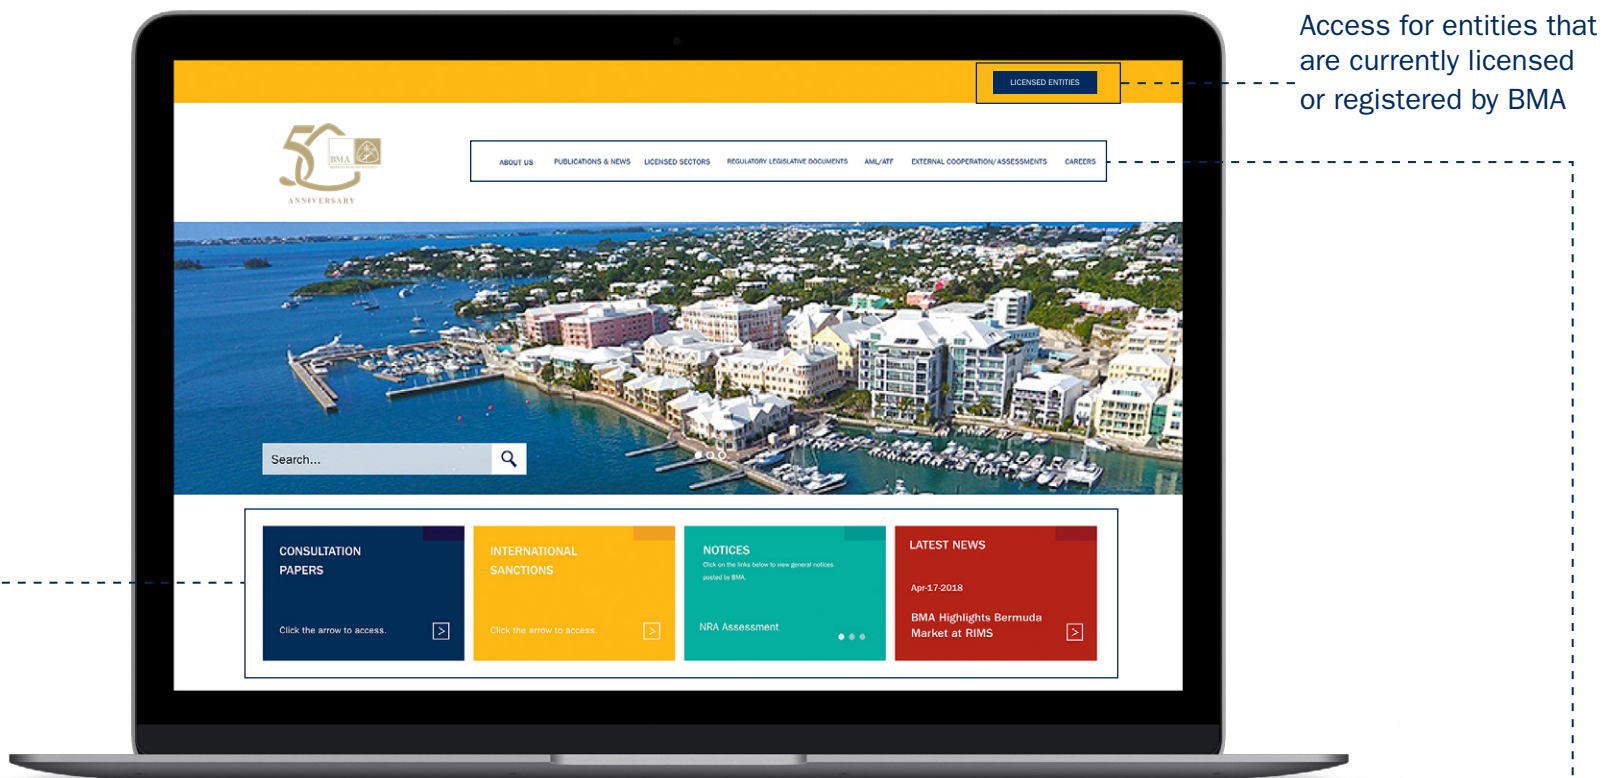 Access for entities that
are currently licensed
or registered by BMA
LICENSED ENTITIES
50
BMA
ANNIVERSARY
ABOUT US PUBLICATIONS & NEWS LICENSED SECTORS REGULATORY LEGISLATIVE DOCUMENTS AML/ATF EXTERNAL COOPERATION/ASSESSMENTS CAREERS
Search...
CONSULTATION
PAPERS
Click the arrow to access.
INTERNATIONAL
SANCTIONS
Click the arrow to access.
NOTICES
Click on the links below to view general notices
posted by BMA.
NRA Assessment
LATEST NEWS
Apr-17-2018
BMA Highlights Bermuda
Market at RIMS